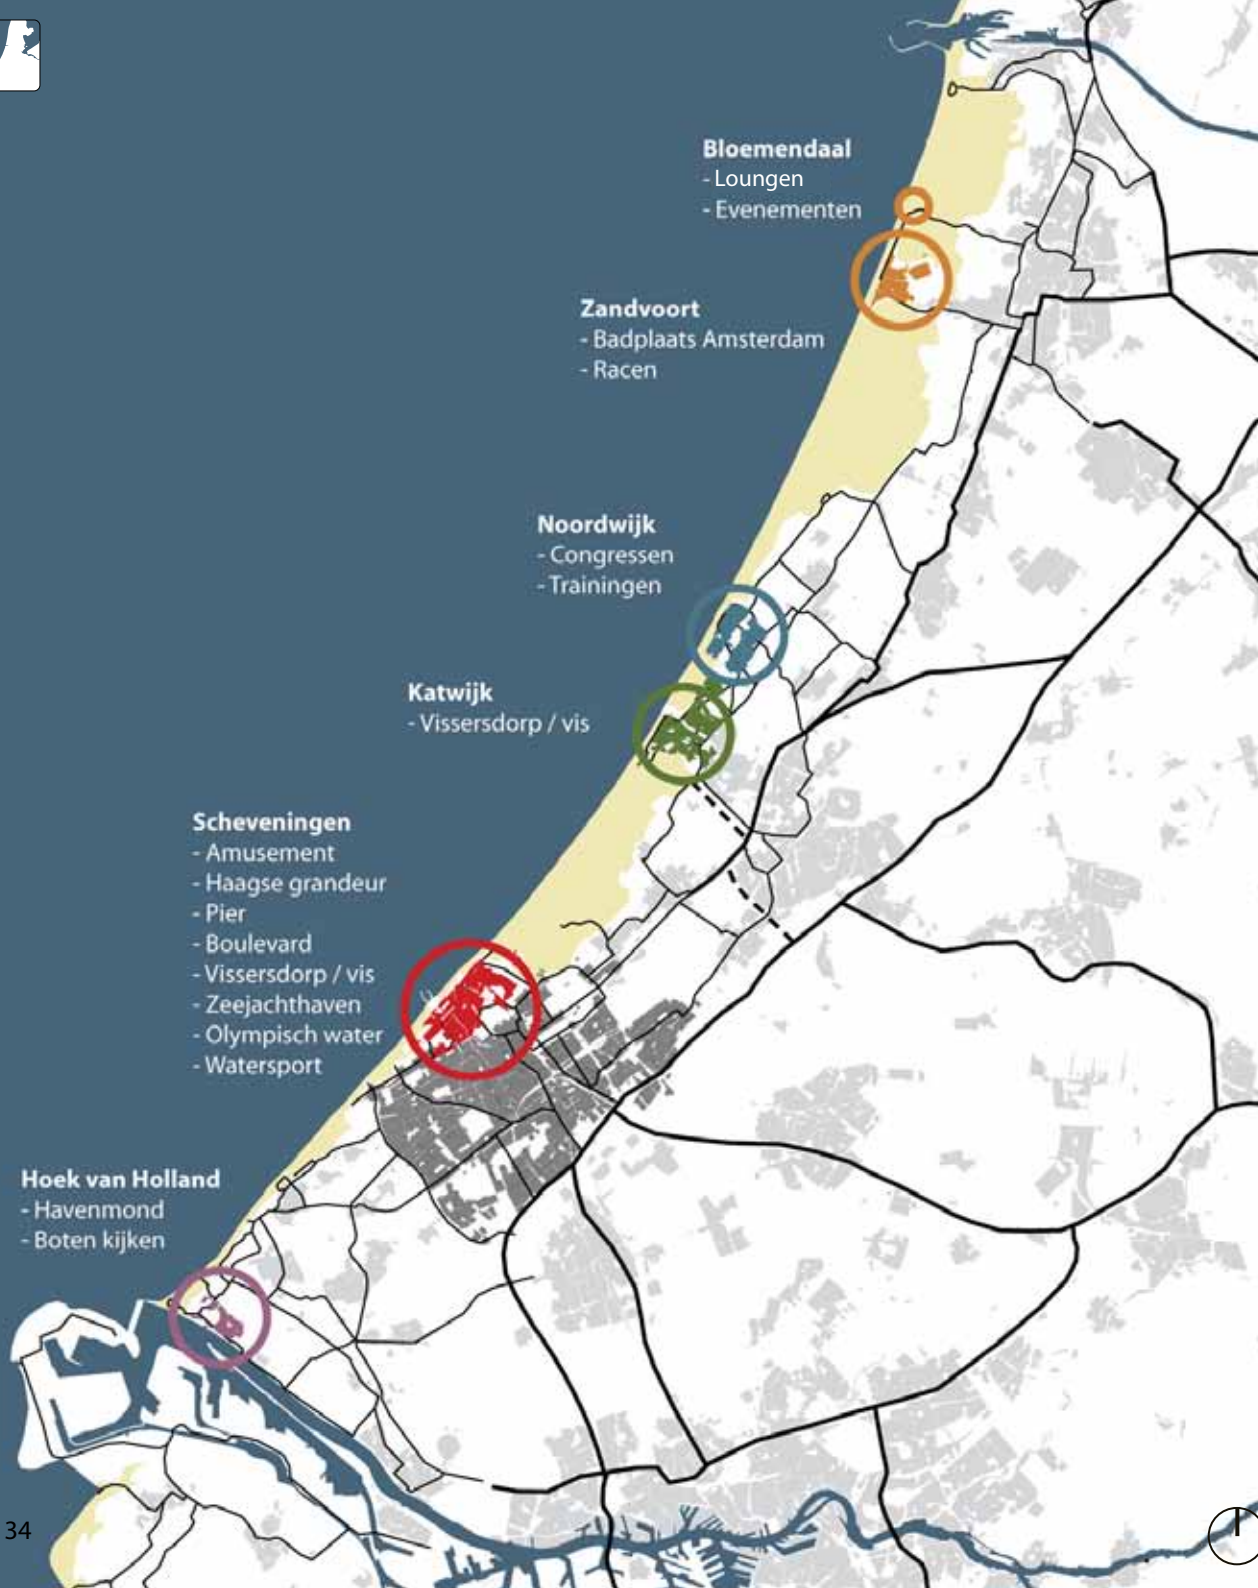 Bloemendaal
- Loungen
- Evenementen
Zandvoort
- Badplaats Amsterdam
- Racen
Noordwijk
- Congressen
- Trainingen
Katwijk
- Vissersdorp / vis
Scheveningen
- Amusement
- Haagse grandeur
- Pier
- Boulevard
- Vissersdorp / vis
- Zeejachthaven
- Olympisch water
- Watersport
Hoek van Holland
- Havenmond
- Boten kijken
34